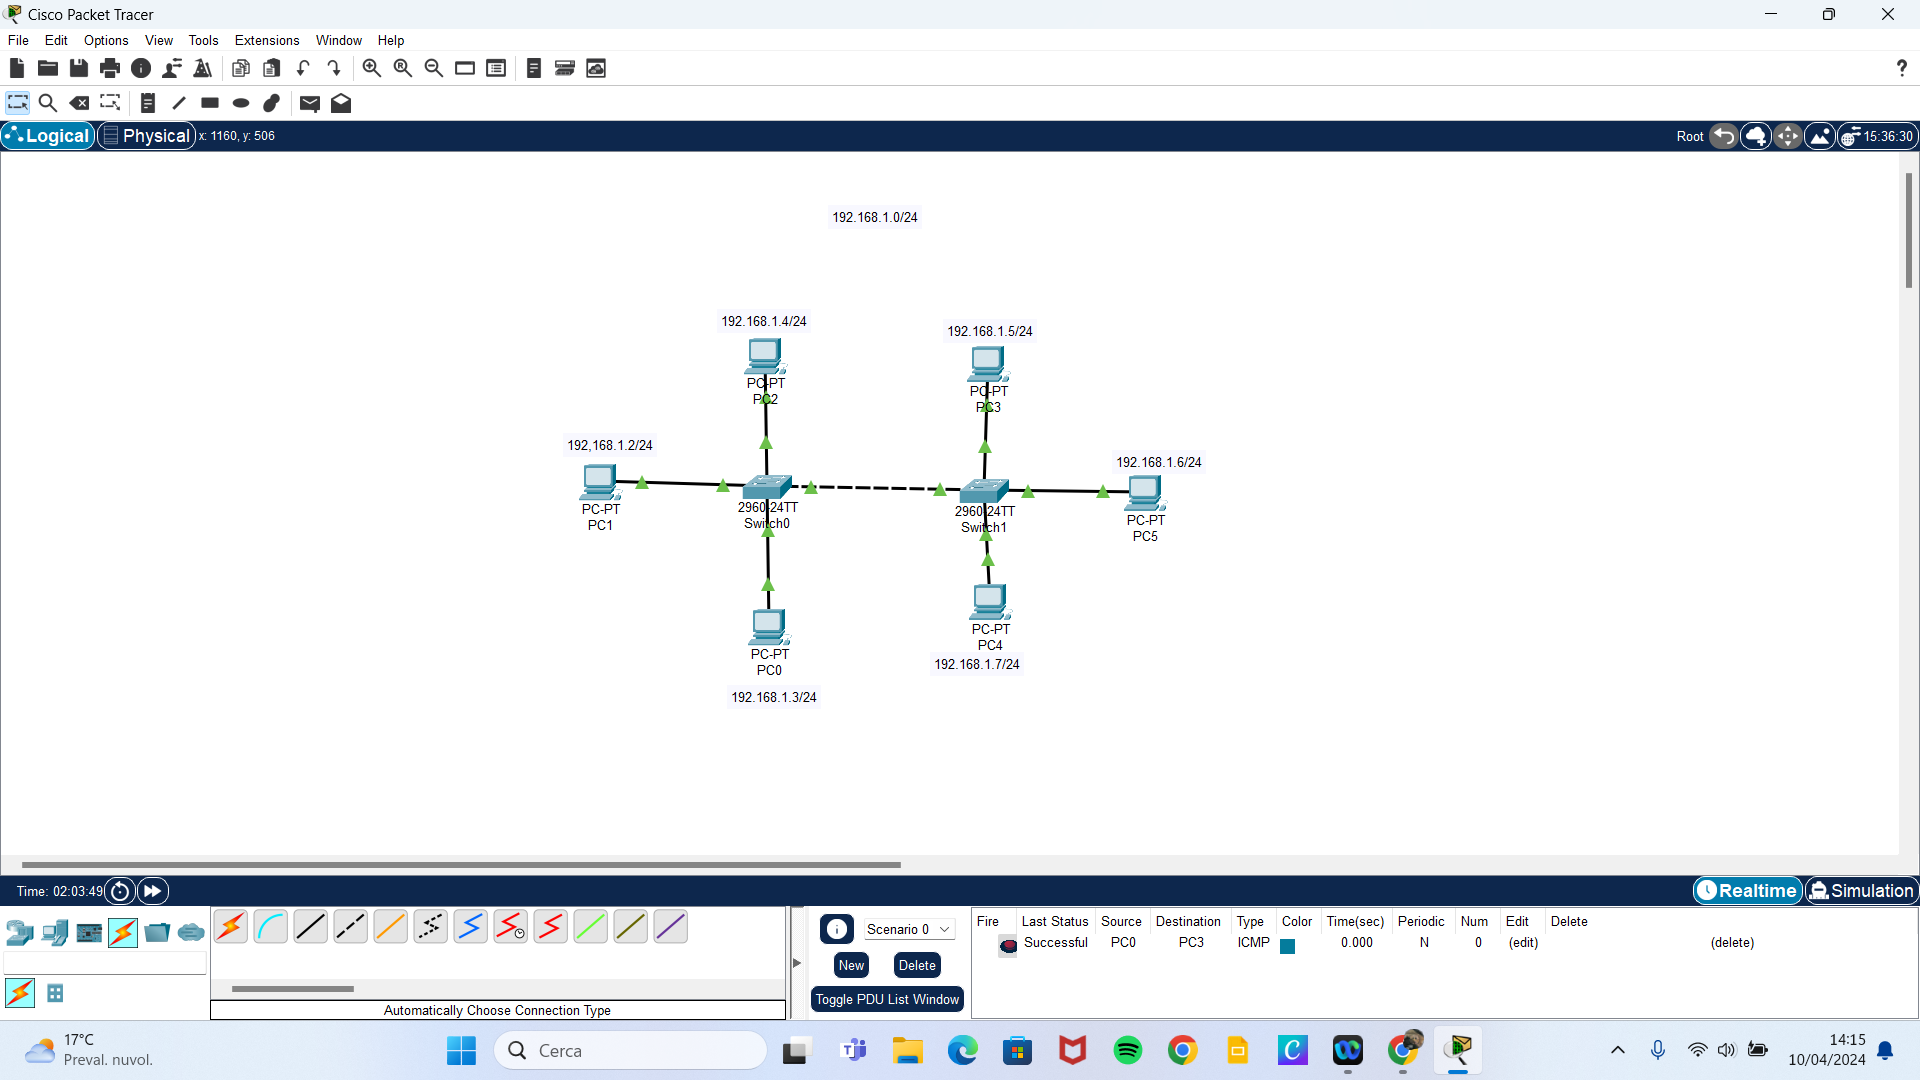 Cisco Packet Tracer
File Edit Options View Tools Extensions Window Help
Logical Physical x: 1160, y: 506 Root 15:36:30
192.168.1.0/24
192.168.1.4/24
192.168.1.5/24
PC-PT
PC2
PC-PT
PC3
192,168.1.2/24
192.168.1.6/24
PC-PT
PC1
2960-24TT
Switch0
2960-24TT
Switch1
PC-PT
PC5
PC-PT
PC4
192.168.1.7/24
PC-PT
PC0
192.168.1.3/24
Time: 02:03:49 Realtime Simulation
Scenario 0
New Delete
Toggle PDU List Window
Fire Last Status Source Destination Type Color Time(sec) Periodic Num Edit Delete
Successful PC0 PC3 ICMP 0.000 N 0 (edit) (delete)
Automatically Choose Connection Type
17°C
Preval. nuvol.
Cerca
14:15
10/04/2024